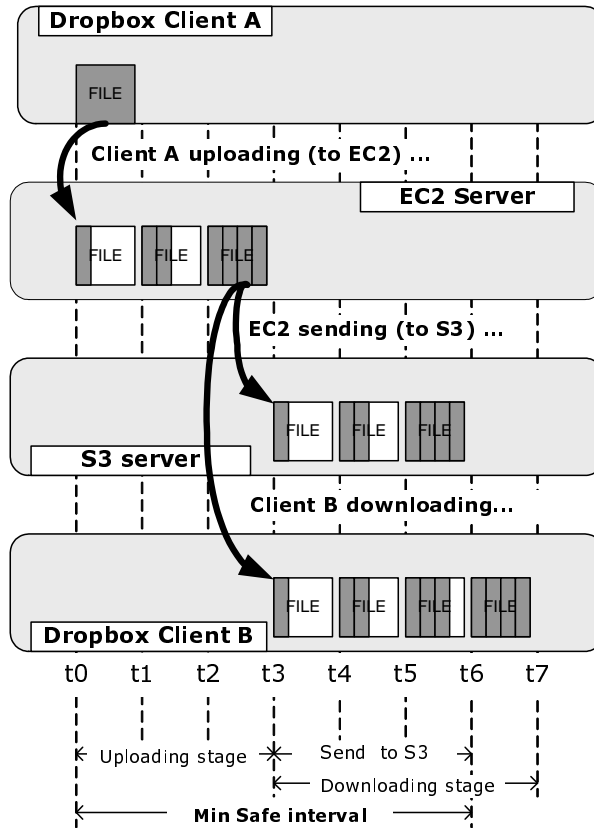 Dropbox Client A
FILE
Client A uploading (to EC2) ...
EC2 Server
FILE FILE FILE
EC2 sending (to S3) ...
FILE FILE FILE
S3 server
Client B downloading...
FILE FILE FILE FILE
Dropbox Client B
t0 t1 t2 t3 t4 t5 t6 t7
Uploading stage Send to S3
Downloading stage
Min Safe interval